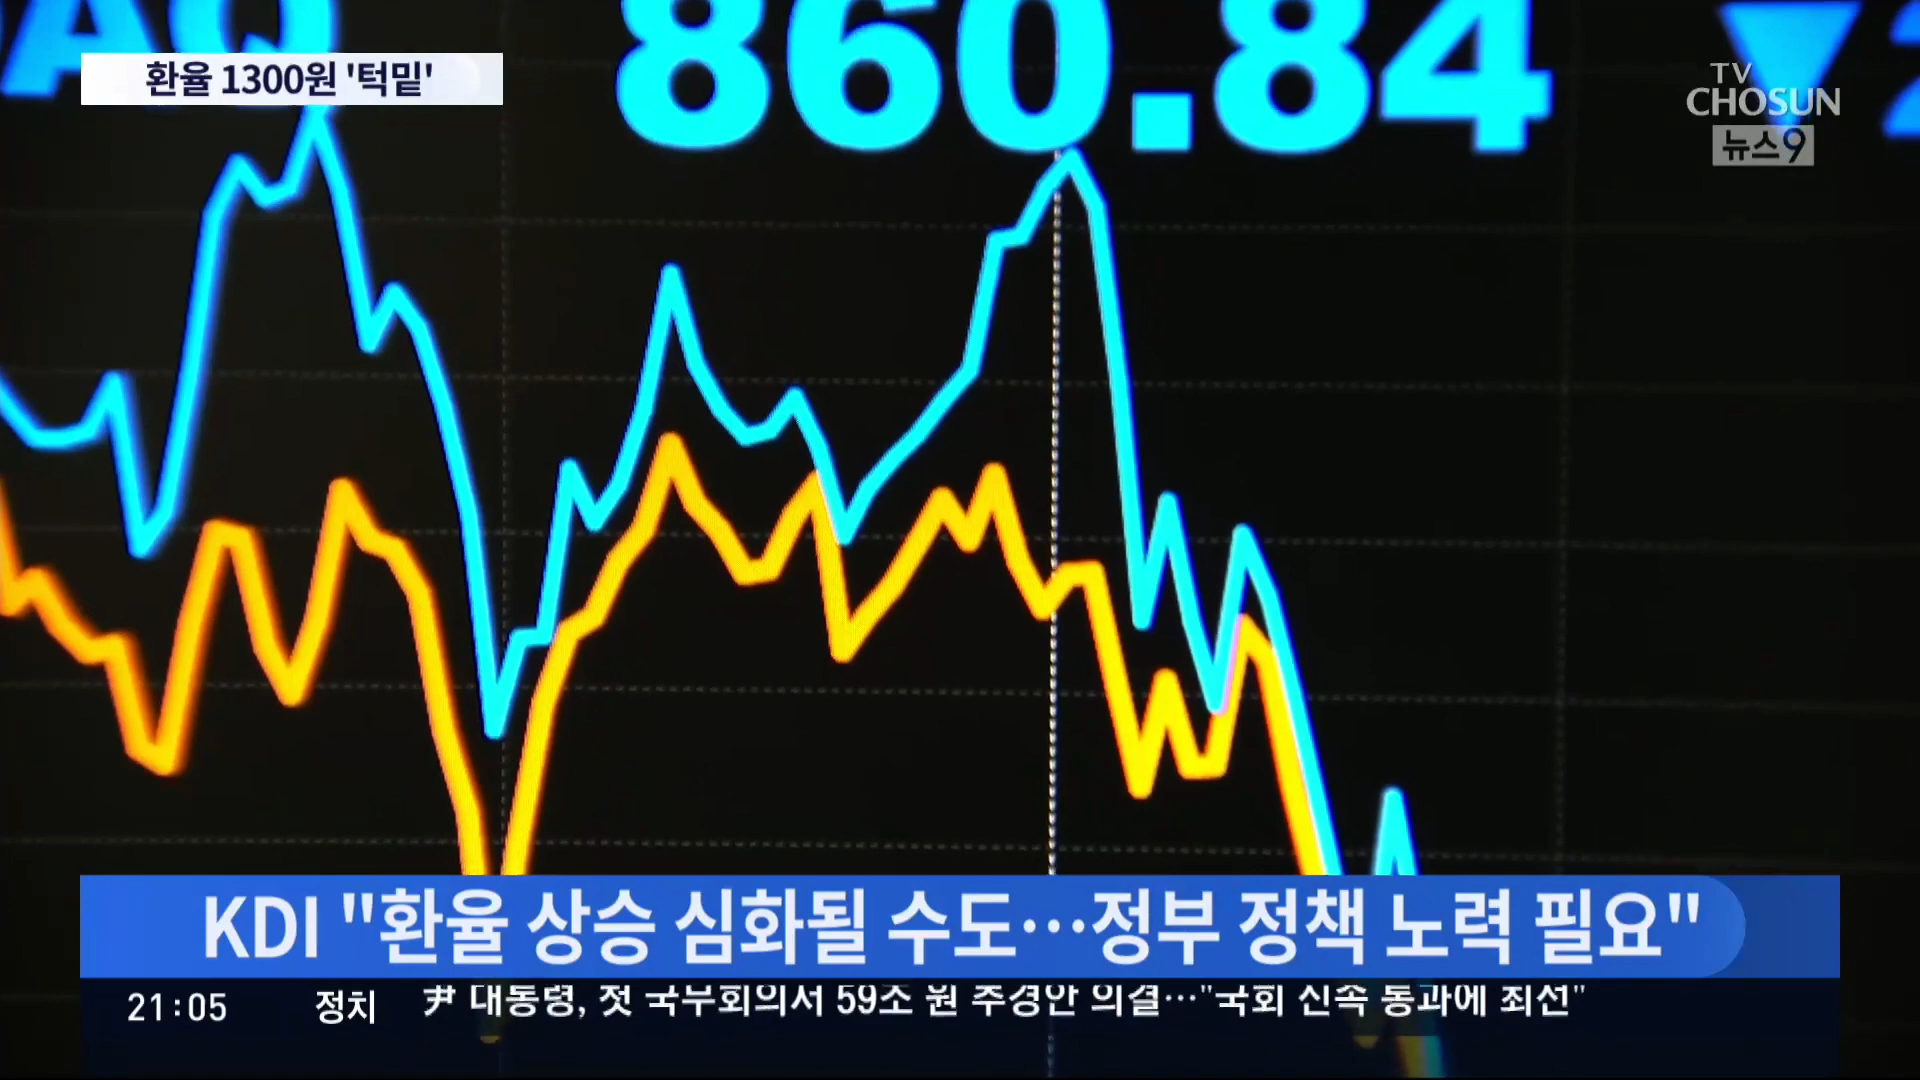 DAQ
860.84
▼2
환율 1300원 '턱밑'
TV
CHOSUN
뉴스9
KDI "환율 상승 심화될 수도…정부 정책 노력 필요"
21:05 정치 尹 대통령, 첫 국무회의서 59조 원 추경안 의결…"국회 신속 통과에 최선"